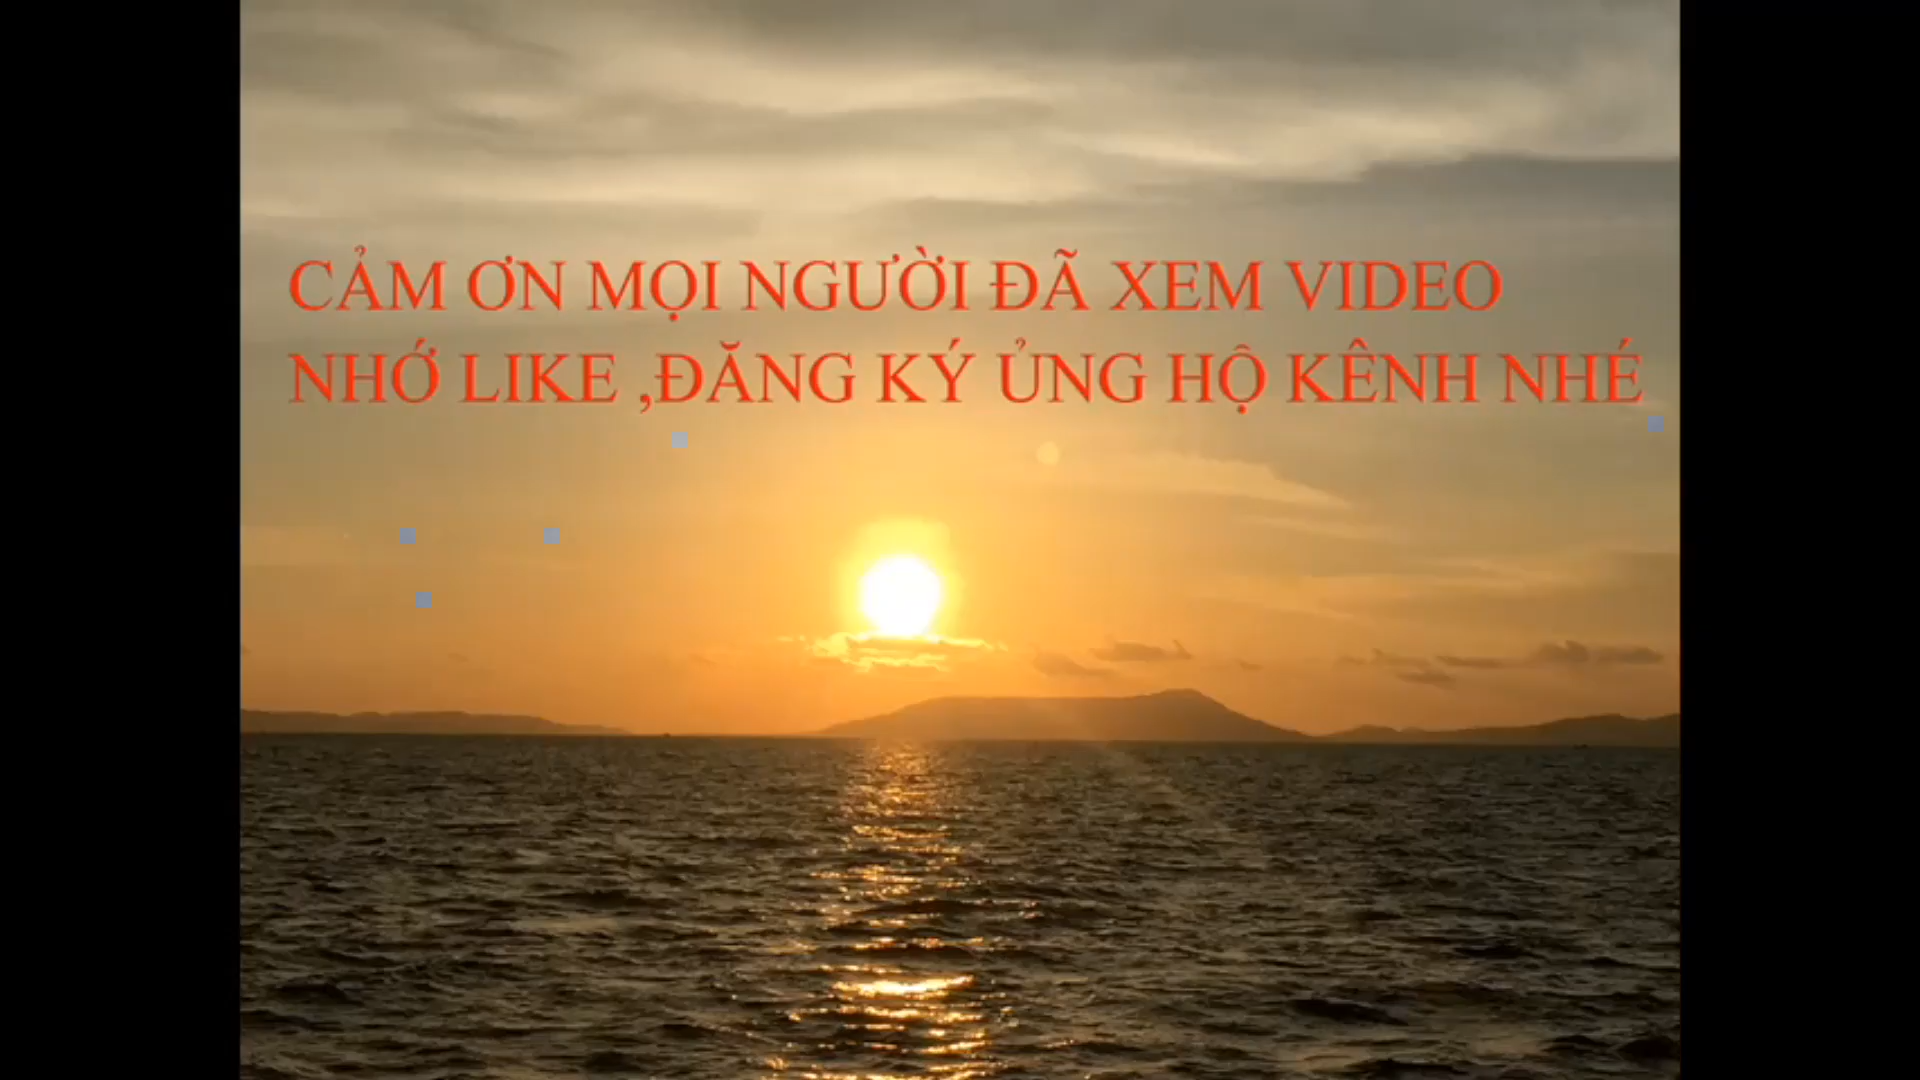 CẢM ƠN MỌI NGƯỜI ĐÃ XEM VIDEO
NHỚ LIKE ,ĐĂNG KÝ ỦNG HỘ KÊNH NHÉ